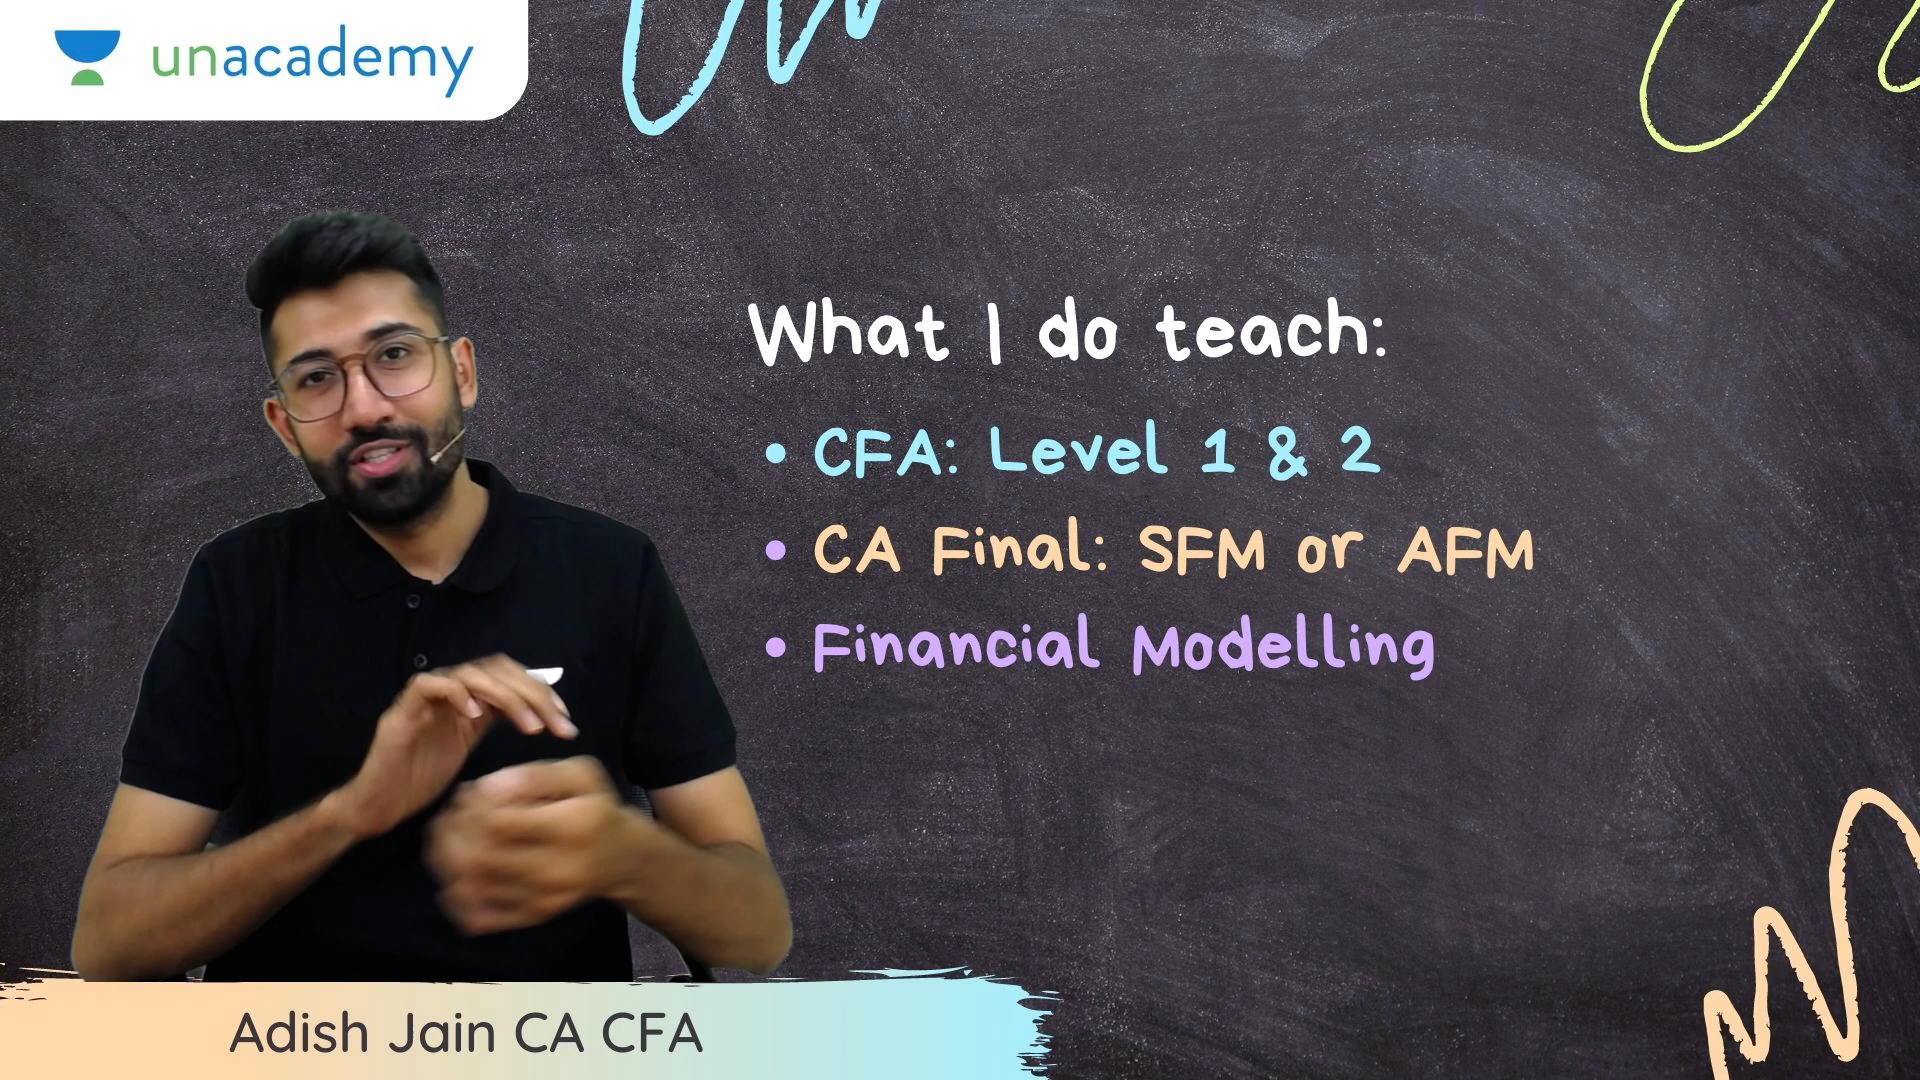 unacademy
What I do teach:
• CFA: Level 1 & 2
• CA Final: SFM or AFM
• Financial Modelling
Adish Jain CA CFA